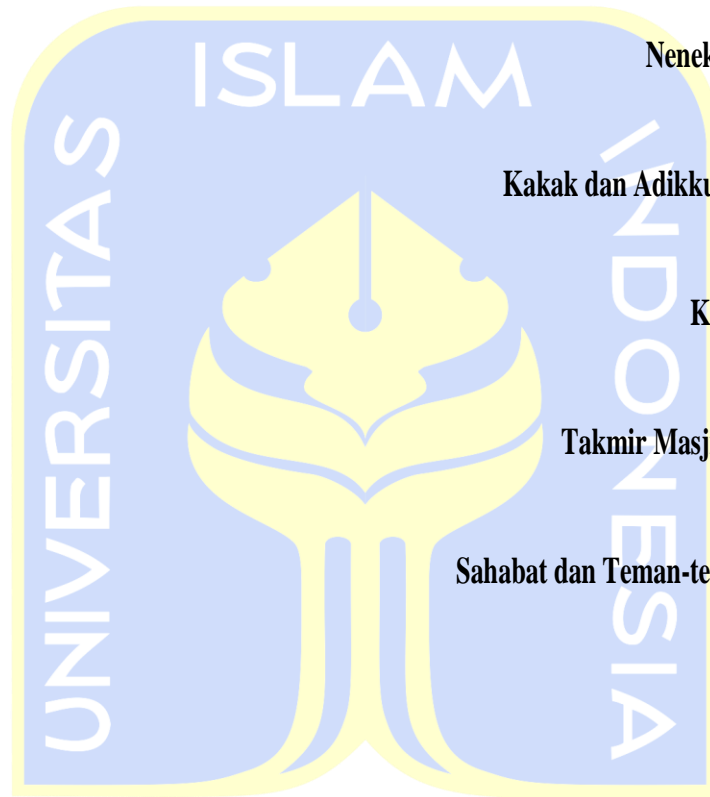 ISLAM
UNIVERSITAS
INDONESIA
Nenek
Kakak dan Adikku
K
Takmir Masj
Sahabat dan Teman-te